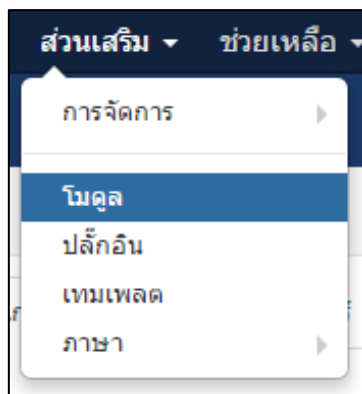 ส่วนเสริม ช่วยเหลือ
การจัดการ
โมดูล
ปลั๊กอิน
เทมเพลต
ภาษา